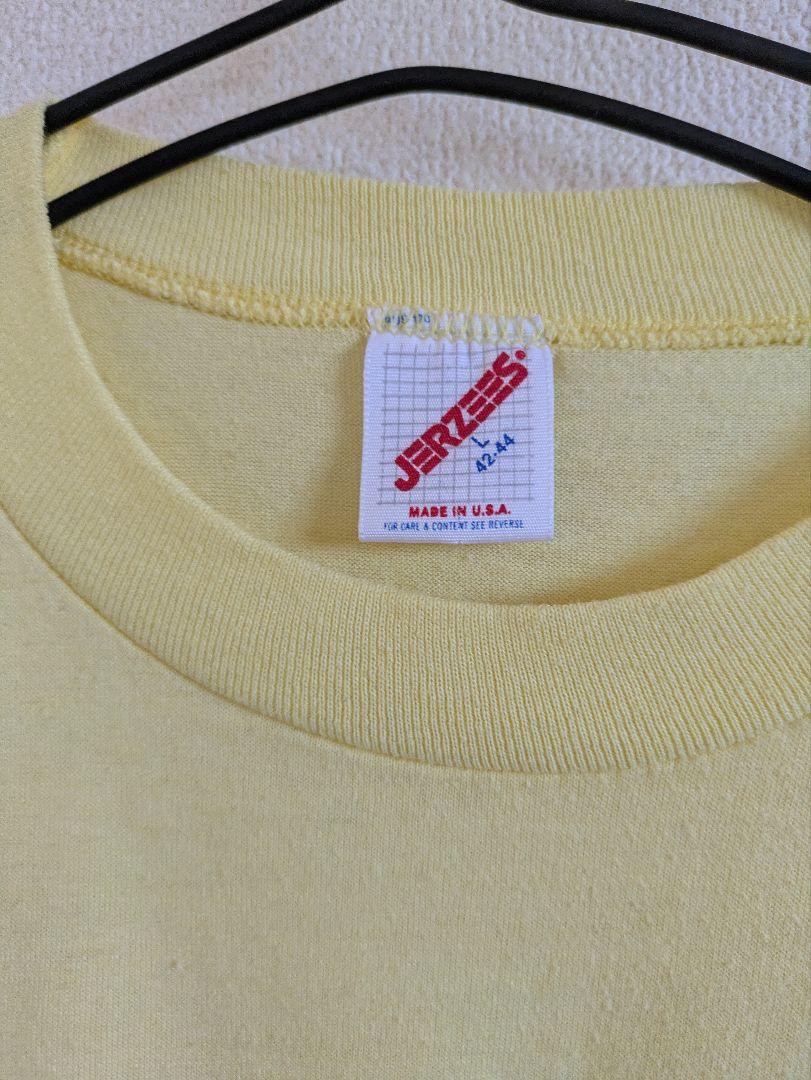 JERZEES
L
42-44
MADE IN U.S.A.
FOR CARE & CONTENT SEE REVERSE